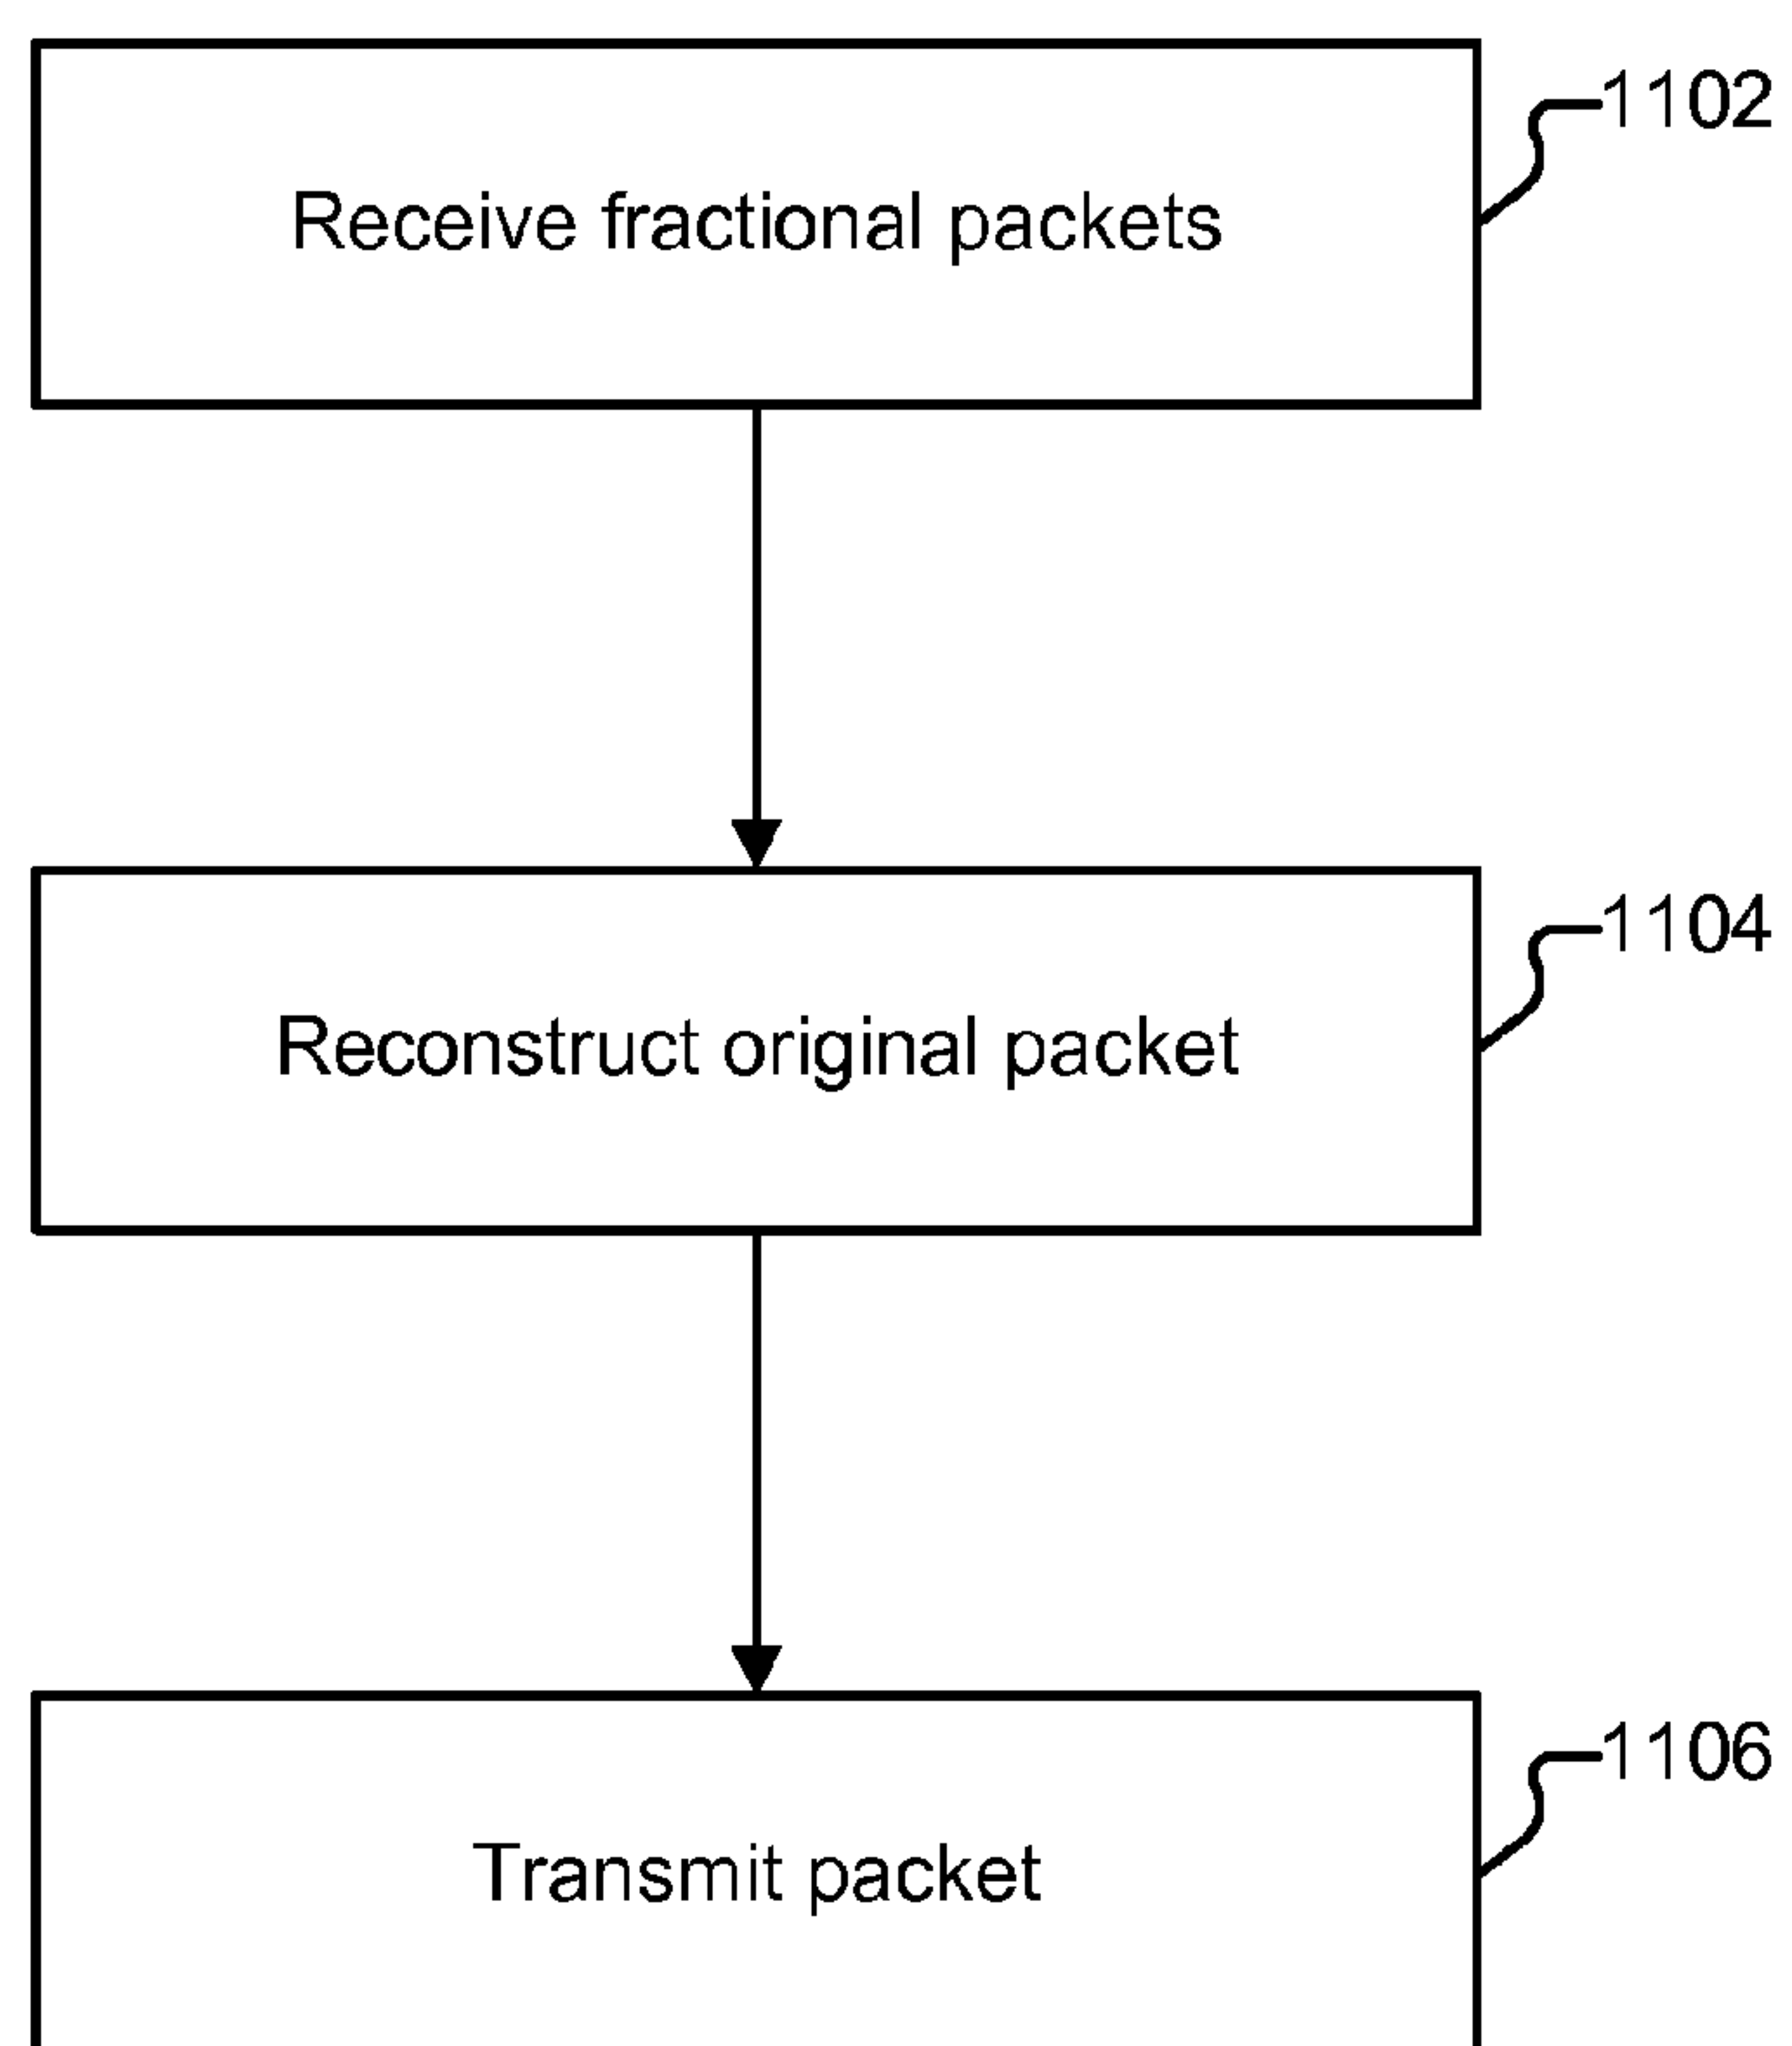 1102
Receive fractional packets
1104
Reconstruct original packet
1106
Transmit packet